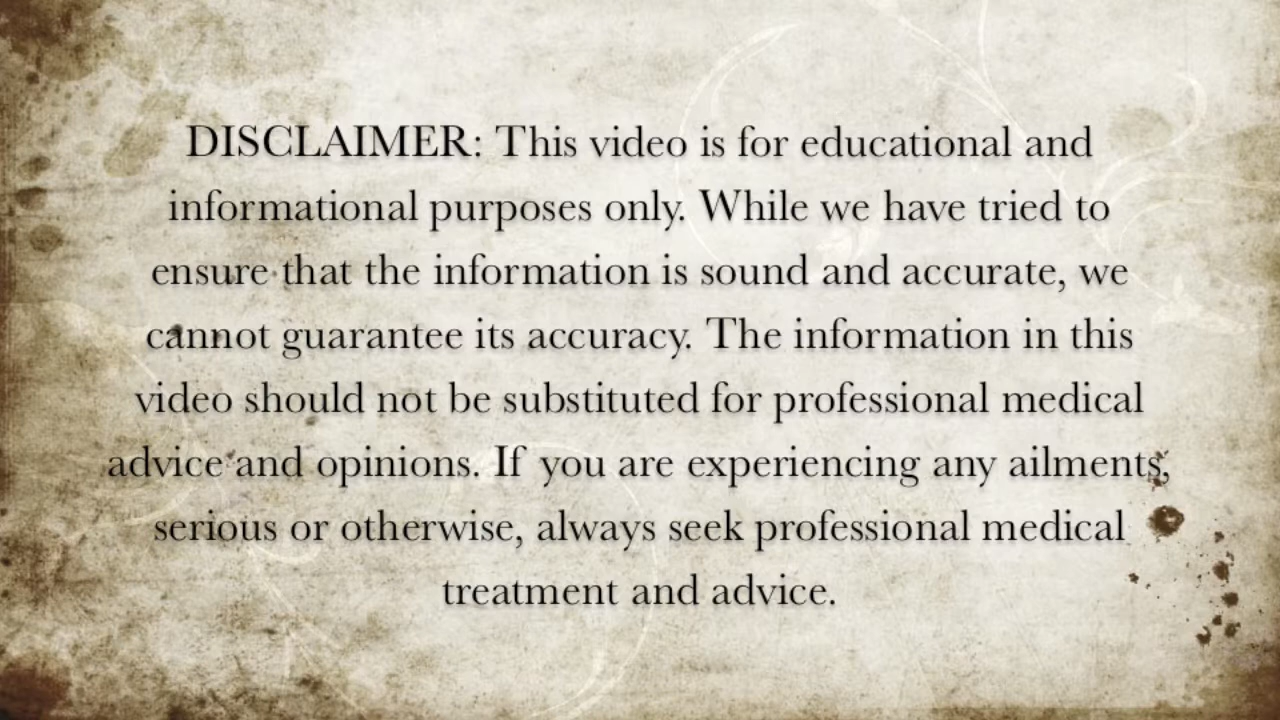 DISCLAIMER: This video is for educational and
informational purposes only. While we have tried to
ensure that the information is sound and accurate, we
cannot guarantee its accuracy. The information in this
video should not be substituted for professional medical
advice and opinions. If you are experiencing any ailments,
serious or otherwise, always seek professional medical
treatment and advice.